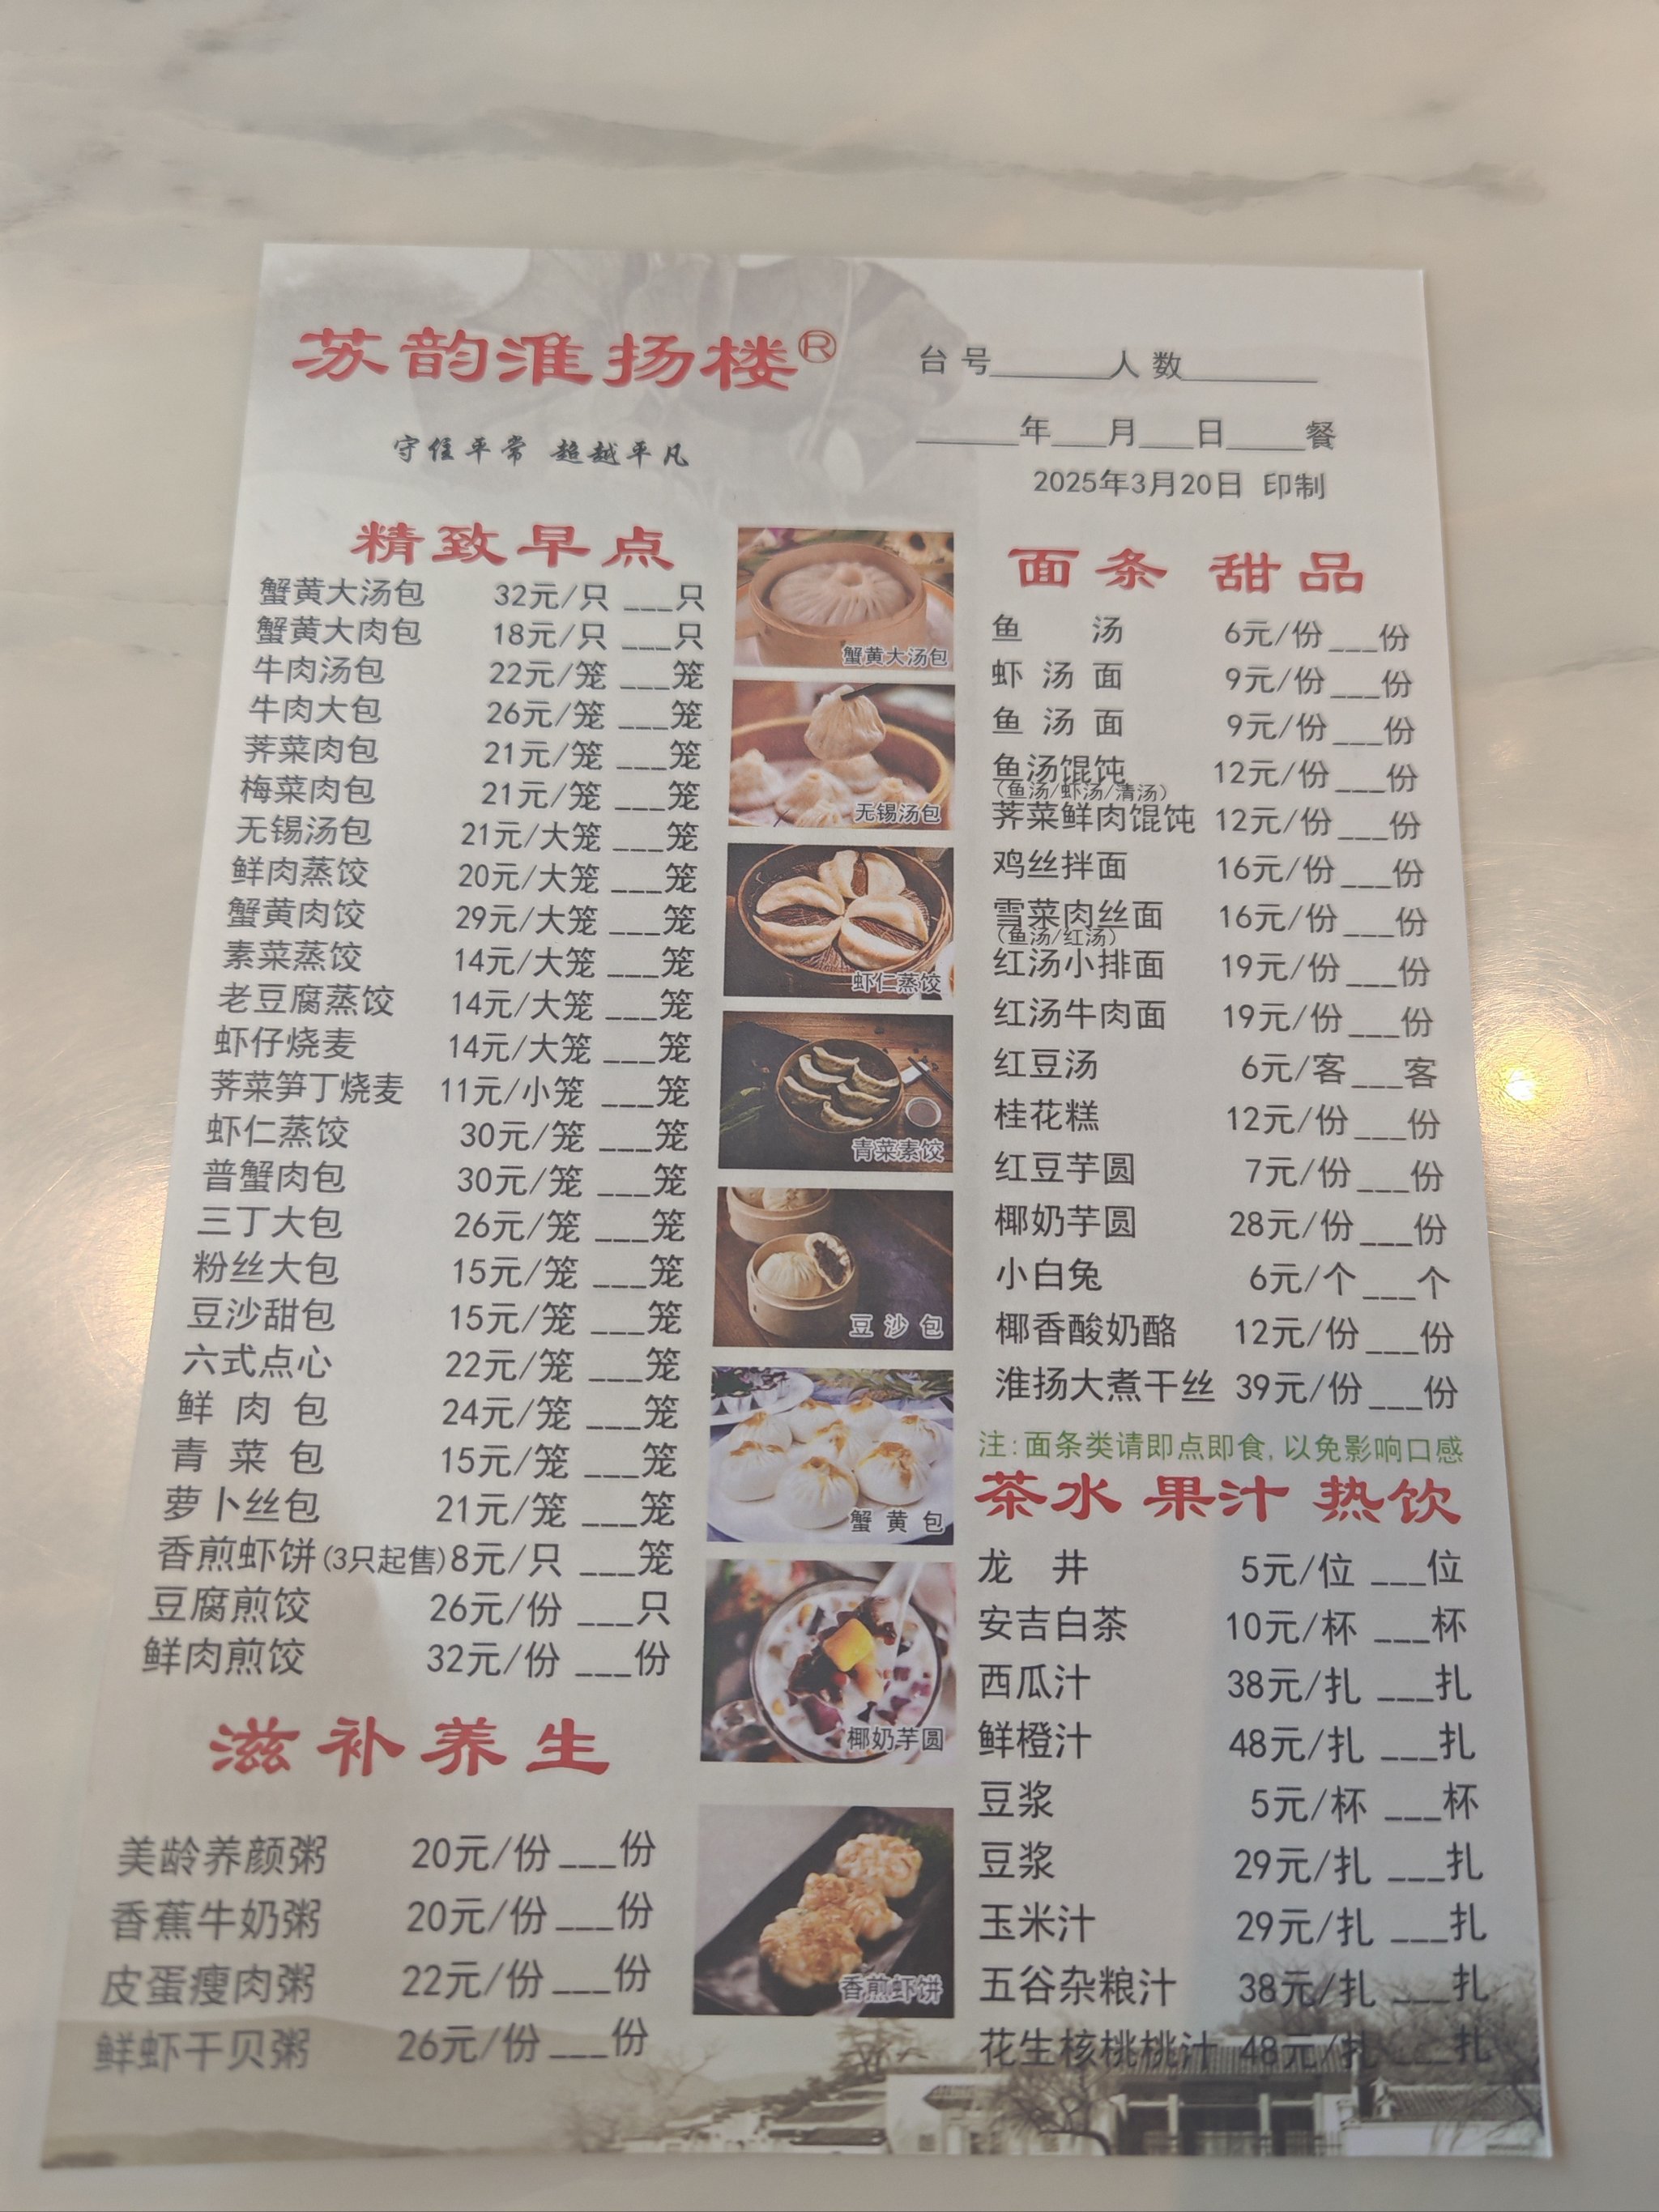 苏韵淮扬楼®
守住平常 超越平凡
台号________人数________
______年___月___日____餐
2025年3月20日 印制
精致早点
蟹黄大汤包 32元/只 ___只
蟹黄大肉包 18元/只 ___只
牛肉汤包 22元/笼 ___笼
牛肉大包 26元/笼 ___笼
荠菜肉包 21元/笼 ___笼
梅菜肉包 21元/笼 ___笼
无锡汤包 21元/大笼 ___笼
鲜肉蒸饺 20元/大笼 ___笼
蟹黄肉饺 29元/大笼 ___笼
素菜蒸饺 14元/大笼 ___笼
老豆腐蒸饺 14元/大笼 ___笼
虾仔烧麦 14元/大笼 ___笼
荠菜笋丁烧麦 11元/小笼 ___笼
虾仁蒸饺 30元/笼 ___笼
普蟹肉包 30元/笼 ___笼
三丁大包 26元/笼 ___笼
粉丝大包 15元/笼 ___笼
豆沙甜包 15元/笼 ___笼
六式点心 22元/笼 ___笼
鲜肉包 24元/笼 ___笼
青菜包 15元/笼 ___笼
萝卜丝包 21元/笼 ___笼
香煎虾饼(3只起售)8元/只 ___笼
豆腐煎饺 26元/份 ___只
鲜肉煎饺 32元/份 ___份
滋补养生
美龄养颜粥 20元/份___份
香蕉牛奶粥 20元/份___份
皮蛋瘦肉粥 22元/份___份
鲜虾干贝粥 26元/份___份
蟹黄大汤包
无锡汤包
虾仁蒸饺
青菜素饺
豆沙包
蟹黄包
椰奶芋圆
香煎虾饼
面条 甜品
鱼汤 6元/份___份
虾汤面 9元/份___份
鱼汤面 9元/份___份
鱼汤馄饨 12元/份___份
(鱼汤/虾汤/清汤)
荠菜鲜肉馄饨 12元/份___份
鸡丝拌面 16元/份___份
雪菜肉丝面 16元/份___份
(鱼汤/红汤)
红汤小排面 19元/份___份
红汤牛肉面 19元/份___份
红豆汤 6元/客___客
桂花糕 12元/份___份
红豆芋圆 7元/份___份
椰奶芋圆 28元/份___份
小白兔 6元/个___个
椰香酸奶酪 12元/份___份
淮扬大煮干丝 39元/份___份
注:面条类请即点即食,以免影响口感
茶水 果汁 热饮
龙井 5元/位 ___位
安吉白茶 10元/杯 ___杯
西瓜汁 38元/扎 ___扎
鲜橙汁 48元/扎 ___扎
豆浆 5元/杯 ___杯
豆浆 29元/扎 ___扎
玉米汁 29元/扎 ___扎
五谷杂粮汁 38元/扎 ___扎
花生核桃桃汁 48元/扎 ___扎